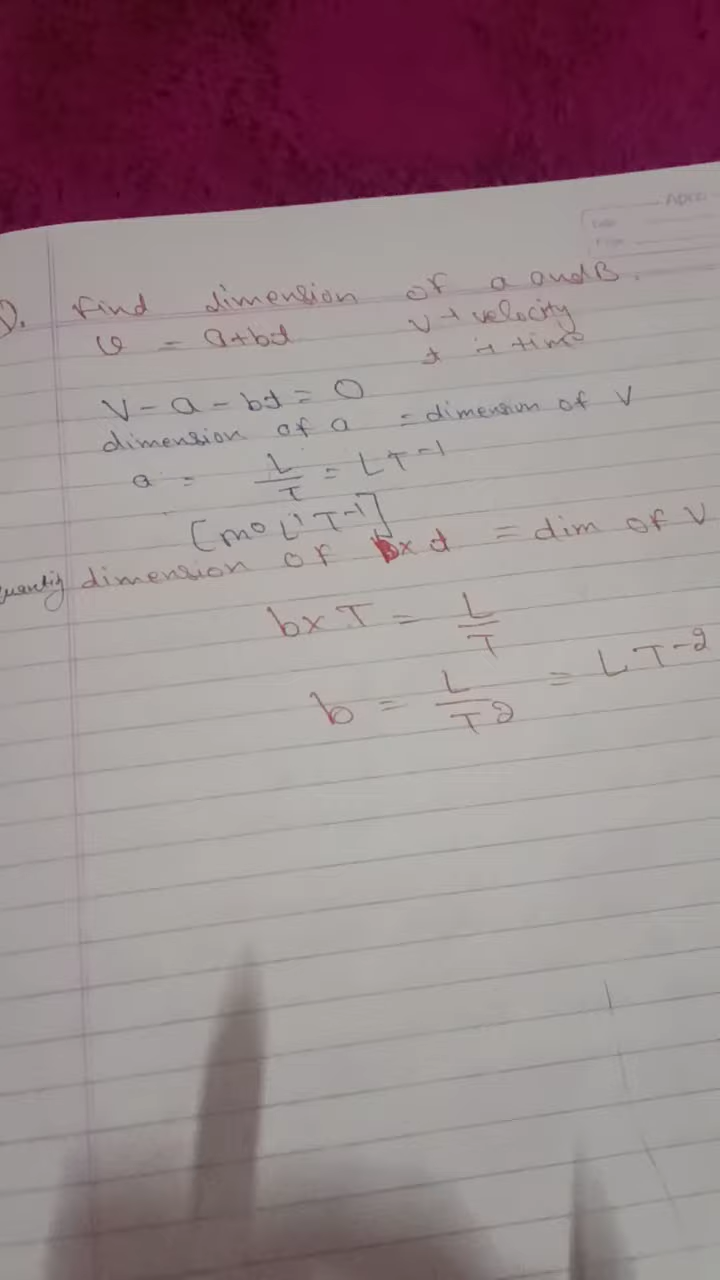 find dimension of a and B.
v = a+bt v → velocity
t → time
V - a - bt = 0
dimension of a = dimension of V
a = L/T = LT⁻¹
[M⁰ L¹ T⁻¹]
dimension of b×t = dim of V
b×T = L/T
b = L/T² = LT⁻²